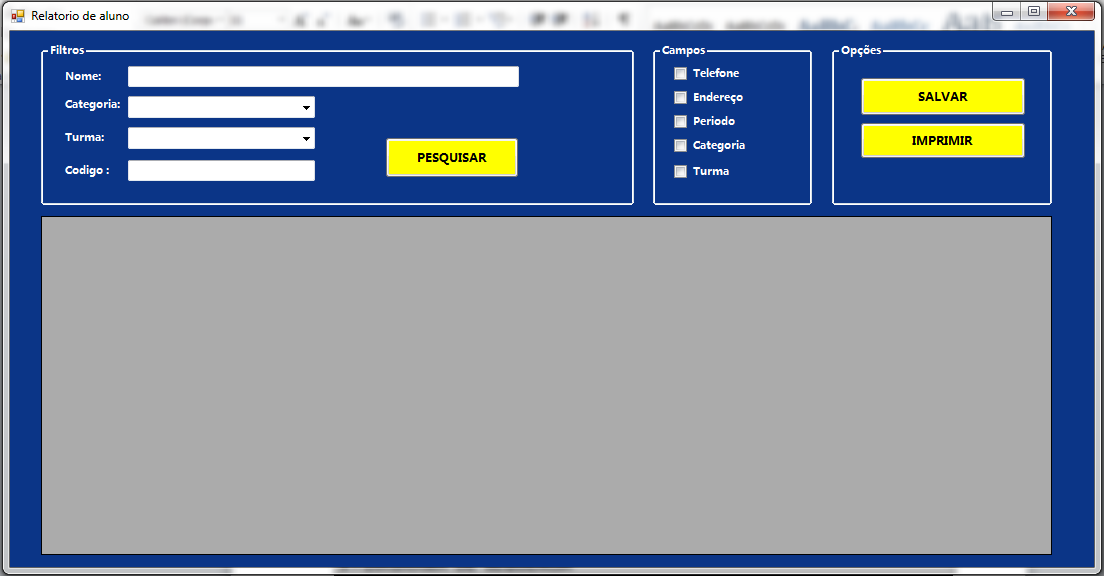 Relatorio de aluno
Filtros
Nome:
Categoria:
Turma:
Codigo :
PESQUISAR
Campos
Telefone
Endereço
Periodo
Categoria
Turma
Opções
SALVAR
IMPRIMIR